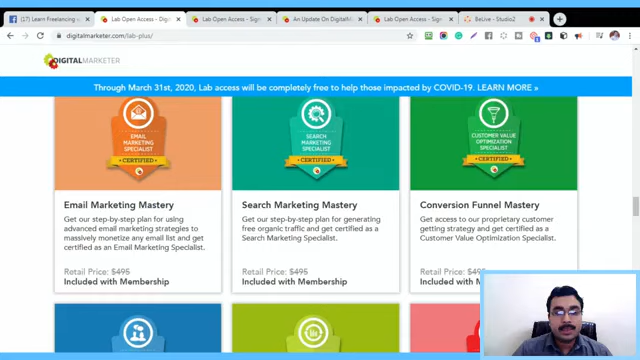 (17) Learn Freelancing
Lab Open Access - Dig
Lab Open Access - Sig
An Update On DigitalM
Lab Open Access - Sig
BeLive - Studio2
digitalmarketer.com/lab-plus/
DIGITALMARKETER
Through March 31st, 2020, Lab access will be completely free to help those impacted by COVID-19. LEARN MORE »
EMAIL
MARKETING
SPECIALIST
CERTIFIED
SEARCH
MARKETING
SPECIALIST
CERTIFIED
CUSTOMER VALUE
OPTIMIZATION
SPECIALIST
CERTIFIED
Email Marketing Mastery
Get our step-by-step plan for using
advanced email marketing strategies to
massively monetize any email list and get
certified as an Email Marketing Specialist.
Retail Price: $495
Included with Membership
Search Marketing Mastery
Get our step-by-step plan for generating
free organic traffic and get certified as a
Search Marketing Specialist.
Retail Price: $495
Included with Membership
Conversion Funnel Mastery
Get access to our proprietary customer
getting strategy and get certified as a
Customer Value Optimization Specialist.
Retail Price: $495
Included with M